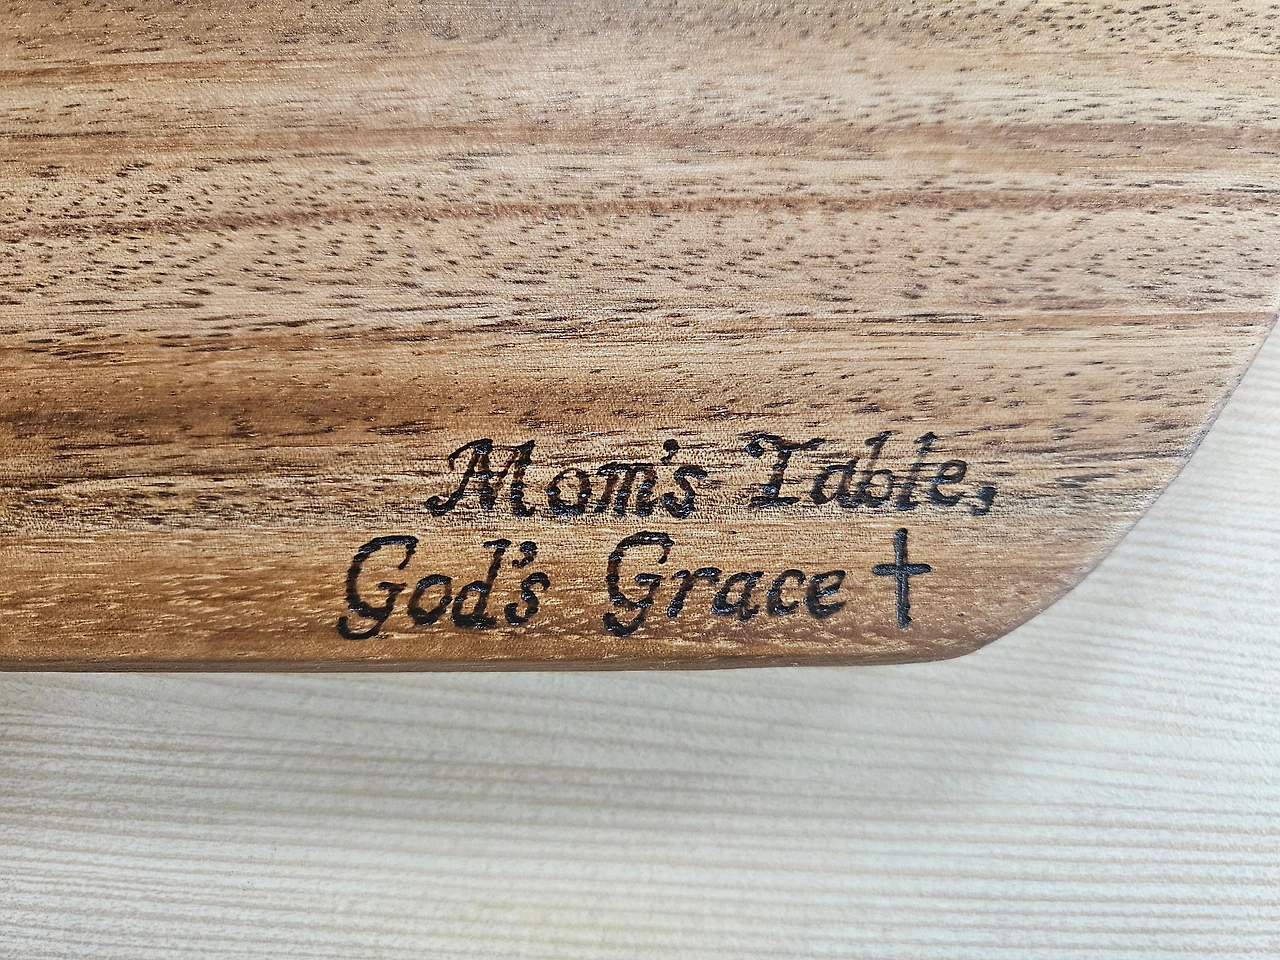 Mom's Table,
God's Grace †